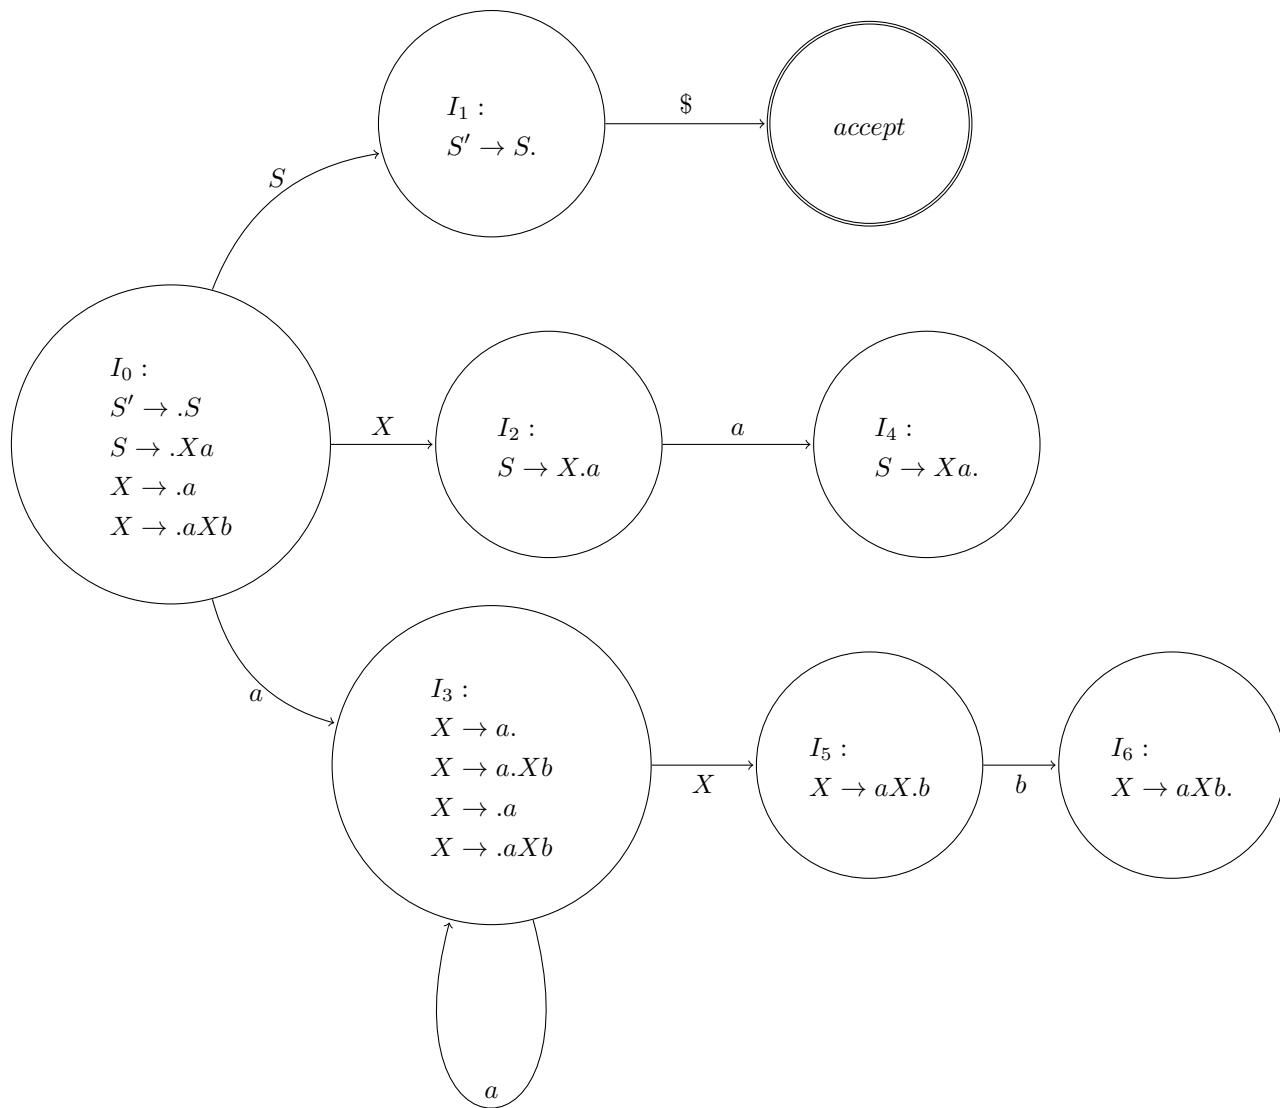 I₁ :
S′ → S.
$
accept
S
I₀ :
S′ → .S
S → .Xa
X → .a
X → .aXb
X
I₂ :
S → X.a
a
I₄ :
S → Xa.
a
I₃ :
X → a.
X → a.Xb
X → .a
X → .aXb
X
I₅ :
X → aX.b
b
I₆ :
X → aXb.
a